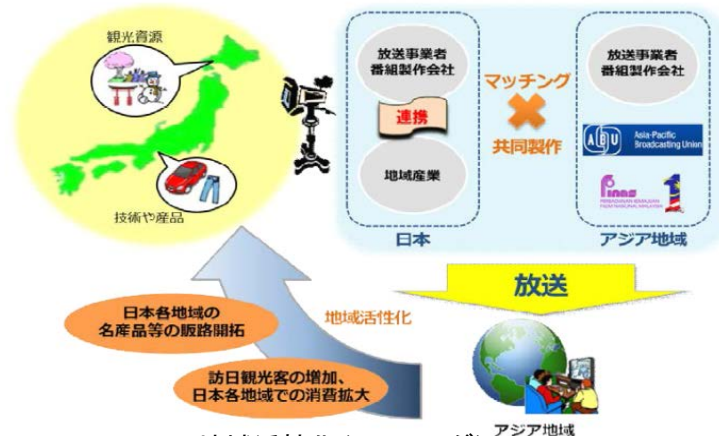 観光資源
技術や産品
放送事業者
番組製作会社
連携
地域産業
日本
マッチング
共同製作
放送事業者
番組製作会社
ABU
Asia-Pacific
Broadcasting Union
Finas
1
アジア地域
放送
地域活性化
日本各地域の
名産品等の販路開拓
訪日観光客の増加、
日本各地域での消費拡大
アジア地域